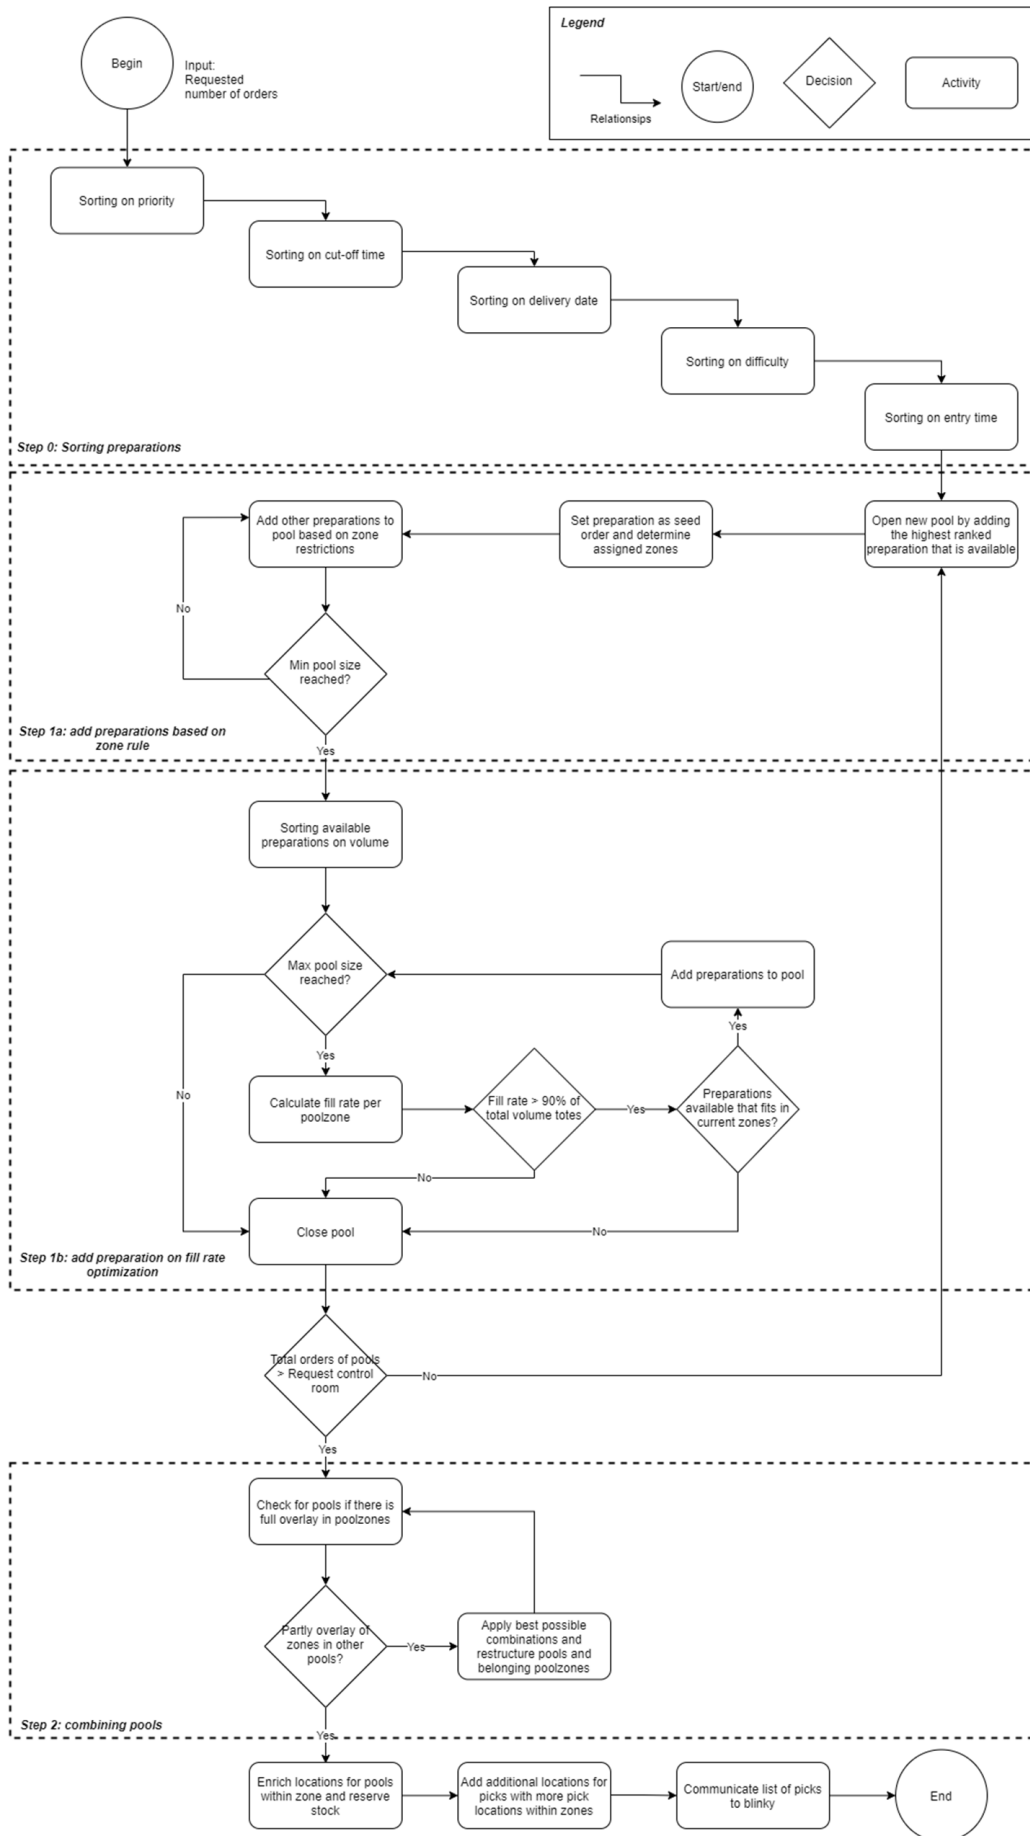 Legend
Begin
Input:
Requested
number of orders
Relationsips
Start/end
Decision
Activity
Sorting on priority
Sorting on cut-off time
Sorting on delivery date
Sorting on difficulty
Sorting on entry time
Step 0: Sorting preparations
Add other preparations to
pool based on zone
restrictions
Set preparation as seed
order and determine
assigned zones
Open new pool by adding
the highest ranked
preparation that is available
No
Min pool size
reached?
Step 1a: add preparations based on
zone rule
Yes
Sorting available
preparations on volume
Max pool size
reached?
Add preparations to pool
Yes
Yes
No
Calculate fill rate per
poolzone
Fill rate > 90% of
total volume totes
Yes
Preparations
available that fits in
current zones?
No
Close pool
No
Step 1b: add preparation on fill rate
optimization
Total orders of pools
> Request control
room
No
Yes
Check for pools if there is
full overlay in poolzones
Partly overlay of
zones in other
pools?
Yes
Apply best possible
combinations and
restructure pools and
belonging poolzones
Step 2: combining pools
Yes
Enrich locations for pools
within zone and reserve
stock
Add additional locations for
picks with more pick
locations within zones
Communicate list of picks
to blinky
End